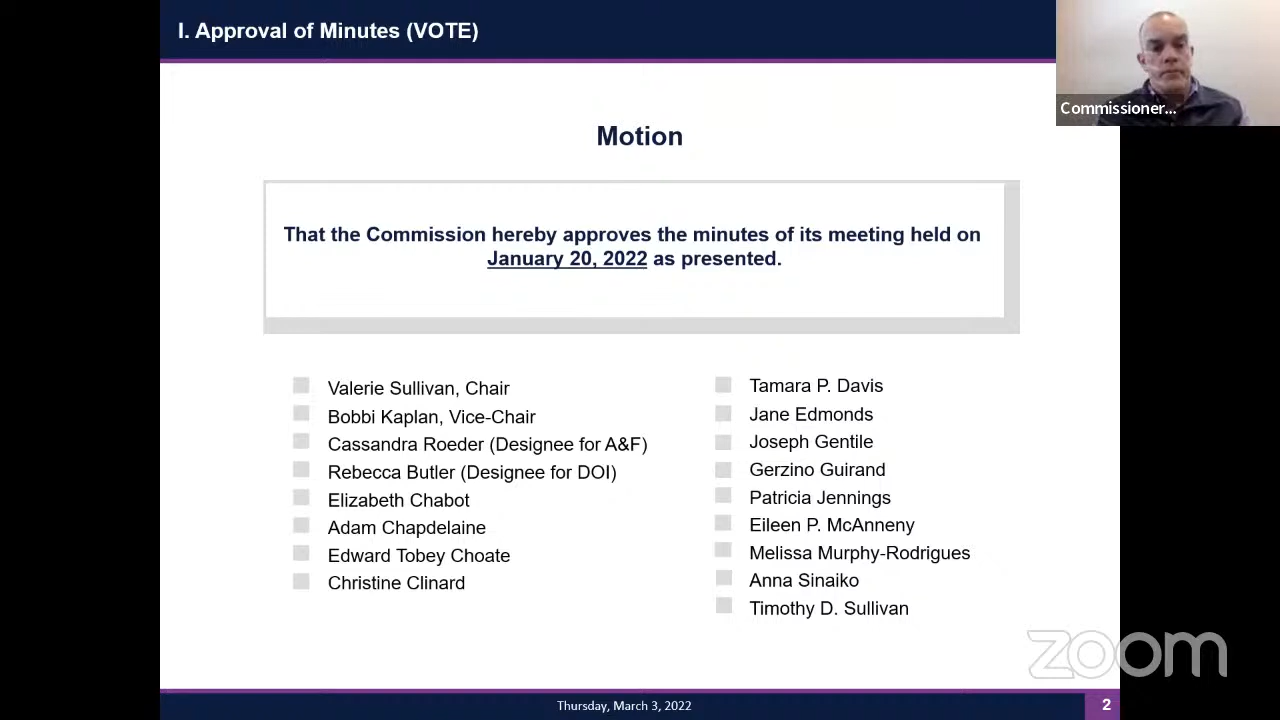 I. Approval of Minutes (VOTE)
Commissioner...
Motion
That the Commission hereby approves the minutes of its meeting held on
January 20, 2022 as presented.
Valerie Sullivan, Chair
Bobbi Kaplan, Vice-Chair
Cassandra Roeder (Designee for A&F)
Rebecca Butler (Designee for DOI)
Elizabeth Chabot
Adam Chapdelaine
Edward Tobey Choate
Christine Clinard
Tamara P. Davis
Jane Edmonds
Joseph Gentile
Gerzino Guirand
Patricia Jennings
Eileen P. McAnneny
Melissa Murphy-Rodrigues
Anna Sinaiko
Timothy D. Sullivan
zoom
Thursday, March 3, 2022
2